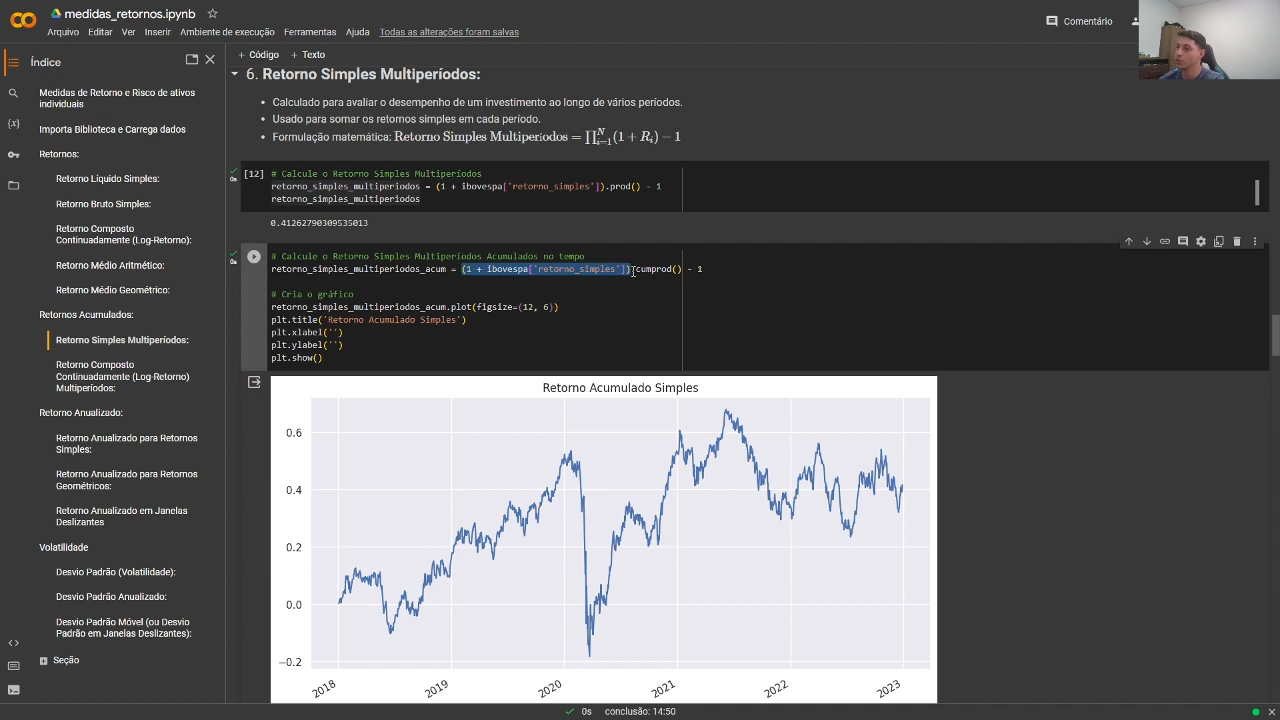 medidas_retornos.ipynb
Arquivo Editar Ver Inserir Ambiente de execução Ferramentas Ajuda Todas as alterações foram salvas
Comentário
Índice
Medidas de Retorno e Risco de ativos
individuais
Importa Biblioteca e Carrega dados
Retornos:
Retorno Líquido Simples:
Retorno Bruto Simples:
Retorno Composto
Continuadamente (Log-Retorno):
Retorno Médio Aritmético:
Retorno Médio Geométrico:
Retornos Acumulados:
Retorno Simples Multiperíodos:
Retorno Composto
Continuadamente (Log-Retorno)
Multiperíodos:
Retorno Anualizado:
Retorno Anualizado para Retornos
Simples:
Retorno Anualizado para Retornos
Geométricos:
Retorno Anualizado em Janelas
Deslizantes
Volatilidade
Desvio Padrão (Volatilidade):
Desvio Padrão Anualizado:
Desvio Padrão Móvel (ou Desvio
Padrão em Janelas Deslizantes):
Seção
+ Código + Texto
6. Retorno Simples Multiperíodos:
• Calculado para avaliar o desempenho de um investimento ao longo de vários períodos.
• Usado para somar os retornos simples em cada período.
• Formulação matemática: Retorno Simples Multiperíodos = ∏_{i=1}^{N}(1 + R_i) − 1
[12] # Calcule o Retorno Simples Multiperíodos
retorno_simples_multiperiodos = (1 + ibovespa['retorno_simples']).prod() - 1
retorno_simples_multiperiodos
0s
0.41262790309535013
# Calcule o Retorno Simples Multiperíodos Acumulados no tempo
0s
retorno_simples_multiperiodos_acum = (1 + ibovespa['retorno_simples']).cumprod() - 1
# Cria o gráfico
retorno_simples_multiperiodos_acum.plot(figsize=(12, 6))
plt.title('Retorno Acumulado Simples')
plt.xlabel('')
plt.ylabel('')
plt.show()
Retorno Acumulado Simples
0.6
0.4
0.2
0.0
−0.2
2018 2019 2020 2021 2022 2023
0s conclusão: 14:50